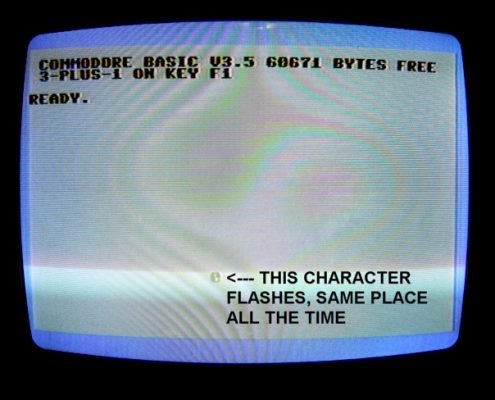 COMMODORE BASIC V3.5 60671 BYTES FREE
3-PLUS-1 ON KEY F1
READY.
@ <--- THIS CHARACTER
FLASHES, SAME PLACE
ALL THE TIME